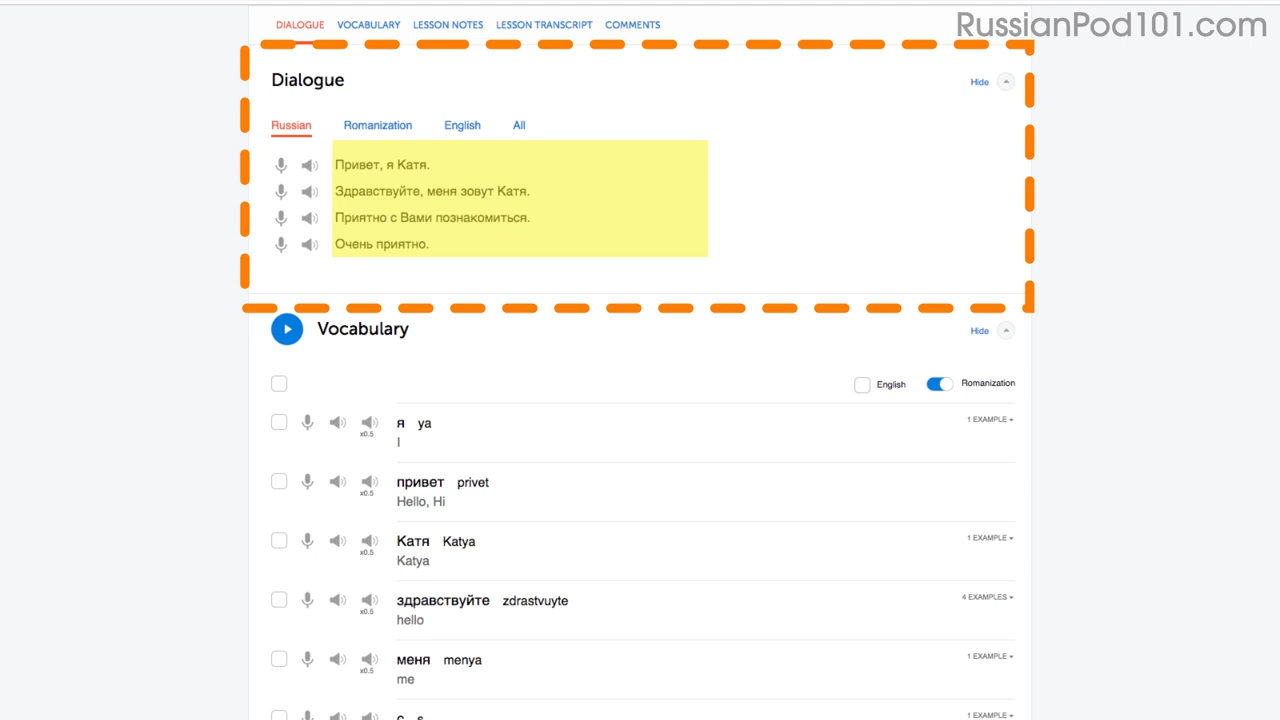 RussianPod101.com
DIALOGUE VOCABULARY LESSON NOTES LESSON TRANSCRIPT COMMENTS
Dialogue
Hide
Russian Romanization English All
Привет, я Катя.
Здравствуйте, меня зовут Катя.
Приятно с Вами познакомиться.
Очень приятно.
Vocabulary
Hide
English Romanization
я ya
1 EXAMPLE
x0.5
I
привет privet
x0.5
Hello, Hi
Катя Katya
1 EXAMPLE
x0.5
Katya
здравствуйте zdrastvuyte
4 EXAMPLES
x0.5
hello
меня menya
1 EXAMPLE
x0.5
me
с s
1 EXAMPLE